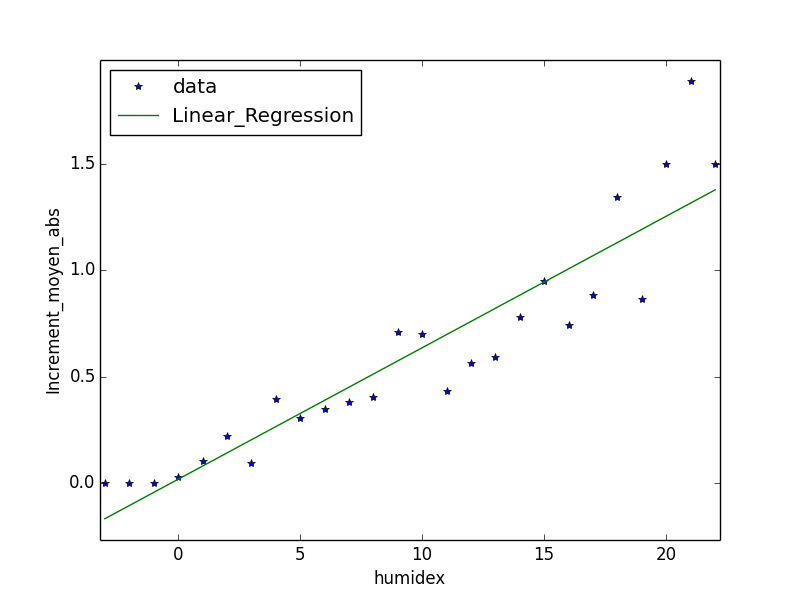 data
Linear_Regression
1.5
1.0
0.5
0.0
Increment_moyen_abs
0 5 10 15 20
humidex